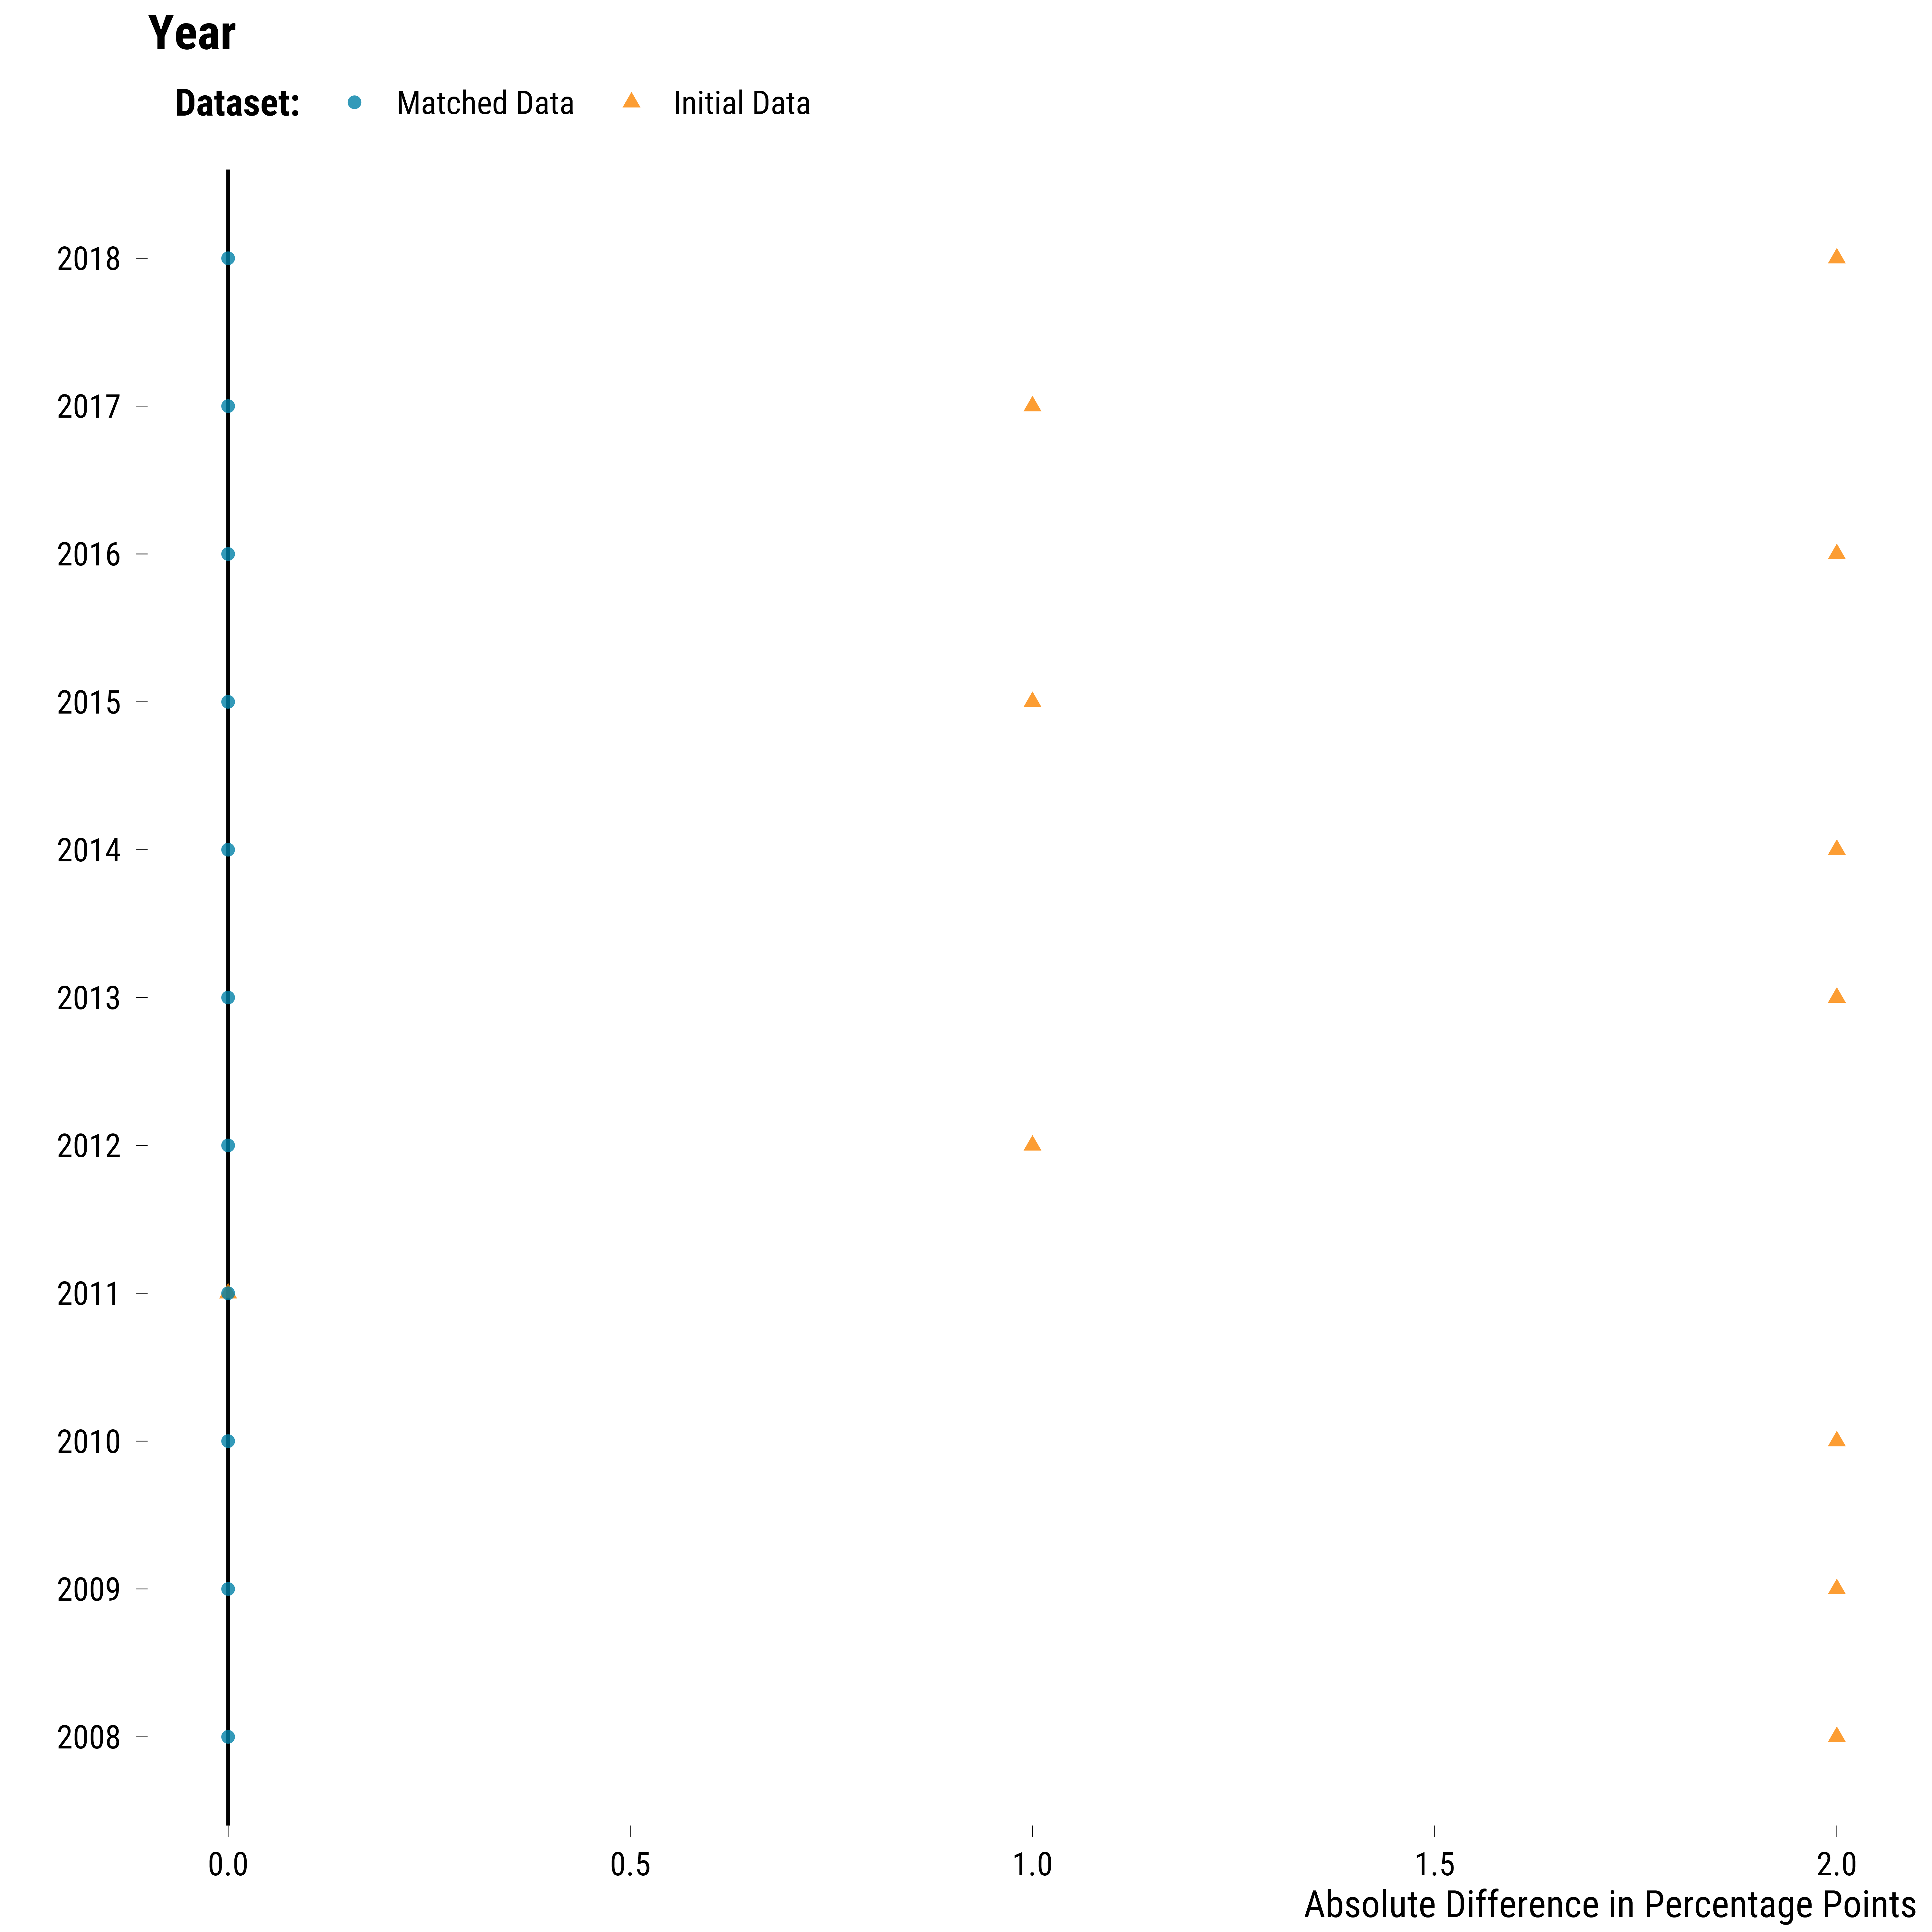 Year
Dataset: Matched Data Initial Data
2018
2017
2016
2015
2014
2013
2012
2011
2010
2009
2008
0.0 0.5 1.0 1.5 2.0
Absolute Difference in Percentage Points